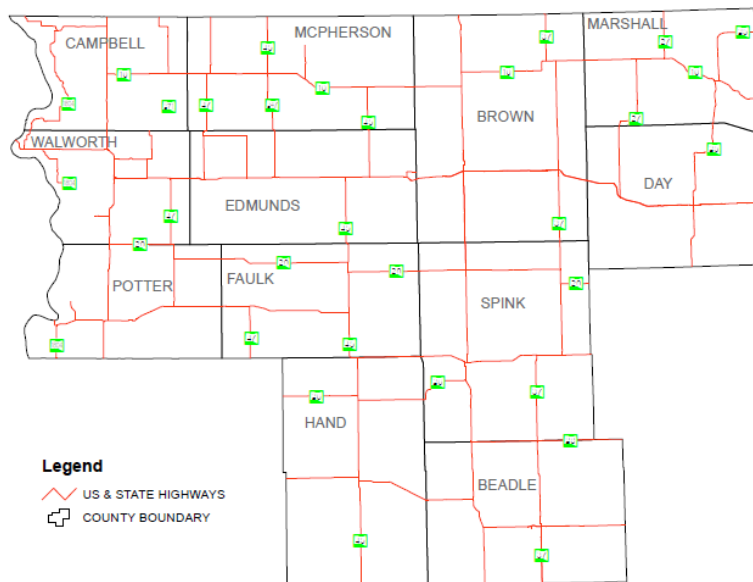 CAMPBELL
MCPHERSON
MARSHALL
BROWN
WALWORTH
DAY
EDMUNDS
POTTER
FAULK
SPINK
HAND
BEADLE
Legend
US & STATE HIGHWAYS
COUNTY BOUNDARY